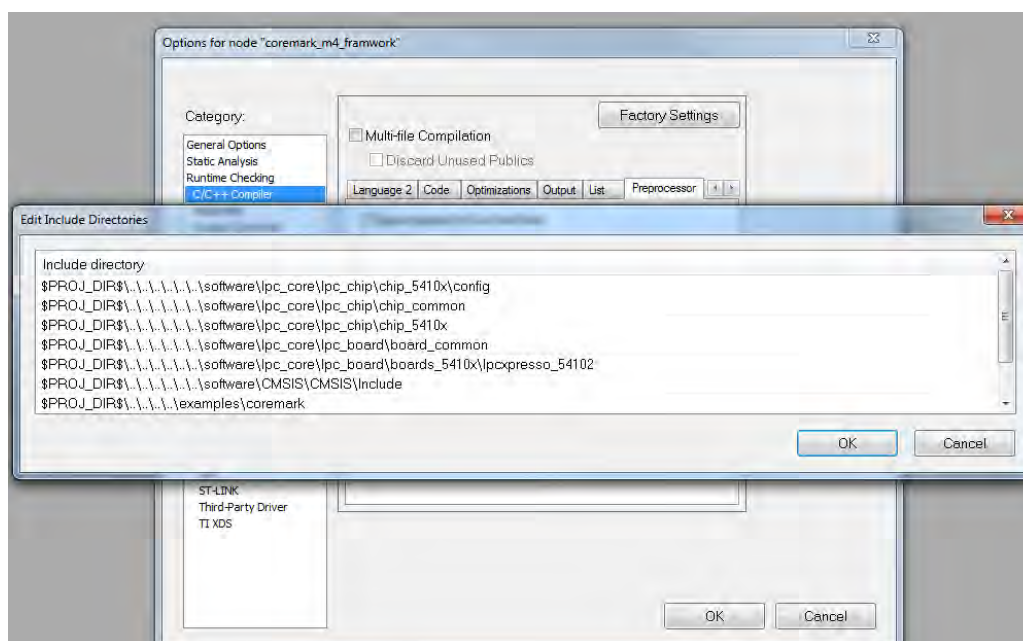 Options for node "coremark_m4_framwork"
Category:
Factory Settings
Multi-file Compilation
Discard Unused Publics
General Options
Static Analysis
Runtime Checking
C/C++ Compiler
Language 2 Code Optimizations Output List Preprocessor
Edit Include Directories
Include directory
$PROJ_DIR$\..\..\..\..\..\..\software\lpc_core\lpc_chip\chip_5410x\config
$PROJ_DIR$\..\..\..\..\..\..\software\lpc_core\lpc_chip\chip_common
$PROJ_DIR$\..\..\..\..\..\..\software\lpc_core\lpc_chip\chip_5410x
$PROJ_DIR$\..\..\..\..\..\..\software\lpc_core\lpc_board\board_common
$PROJ_DIR$\..\..\..\..\..\..\software\lpc_core\lpc_board\boards_5410x\lpcxpresso_54102
$PROJ_DIR$\..\..\..\..\..\..\software\CMSIS\CMSIS\Include
$PROJ_DIR$\..\..\..\..\examples\coremark
OK Cancel
ST-LINK
Third-Party Driver
TI XDS
OK Cancel